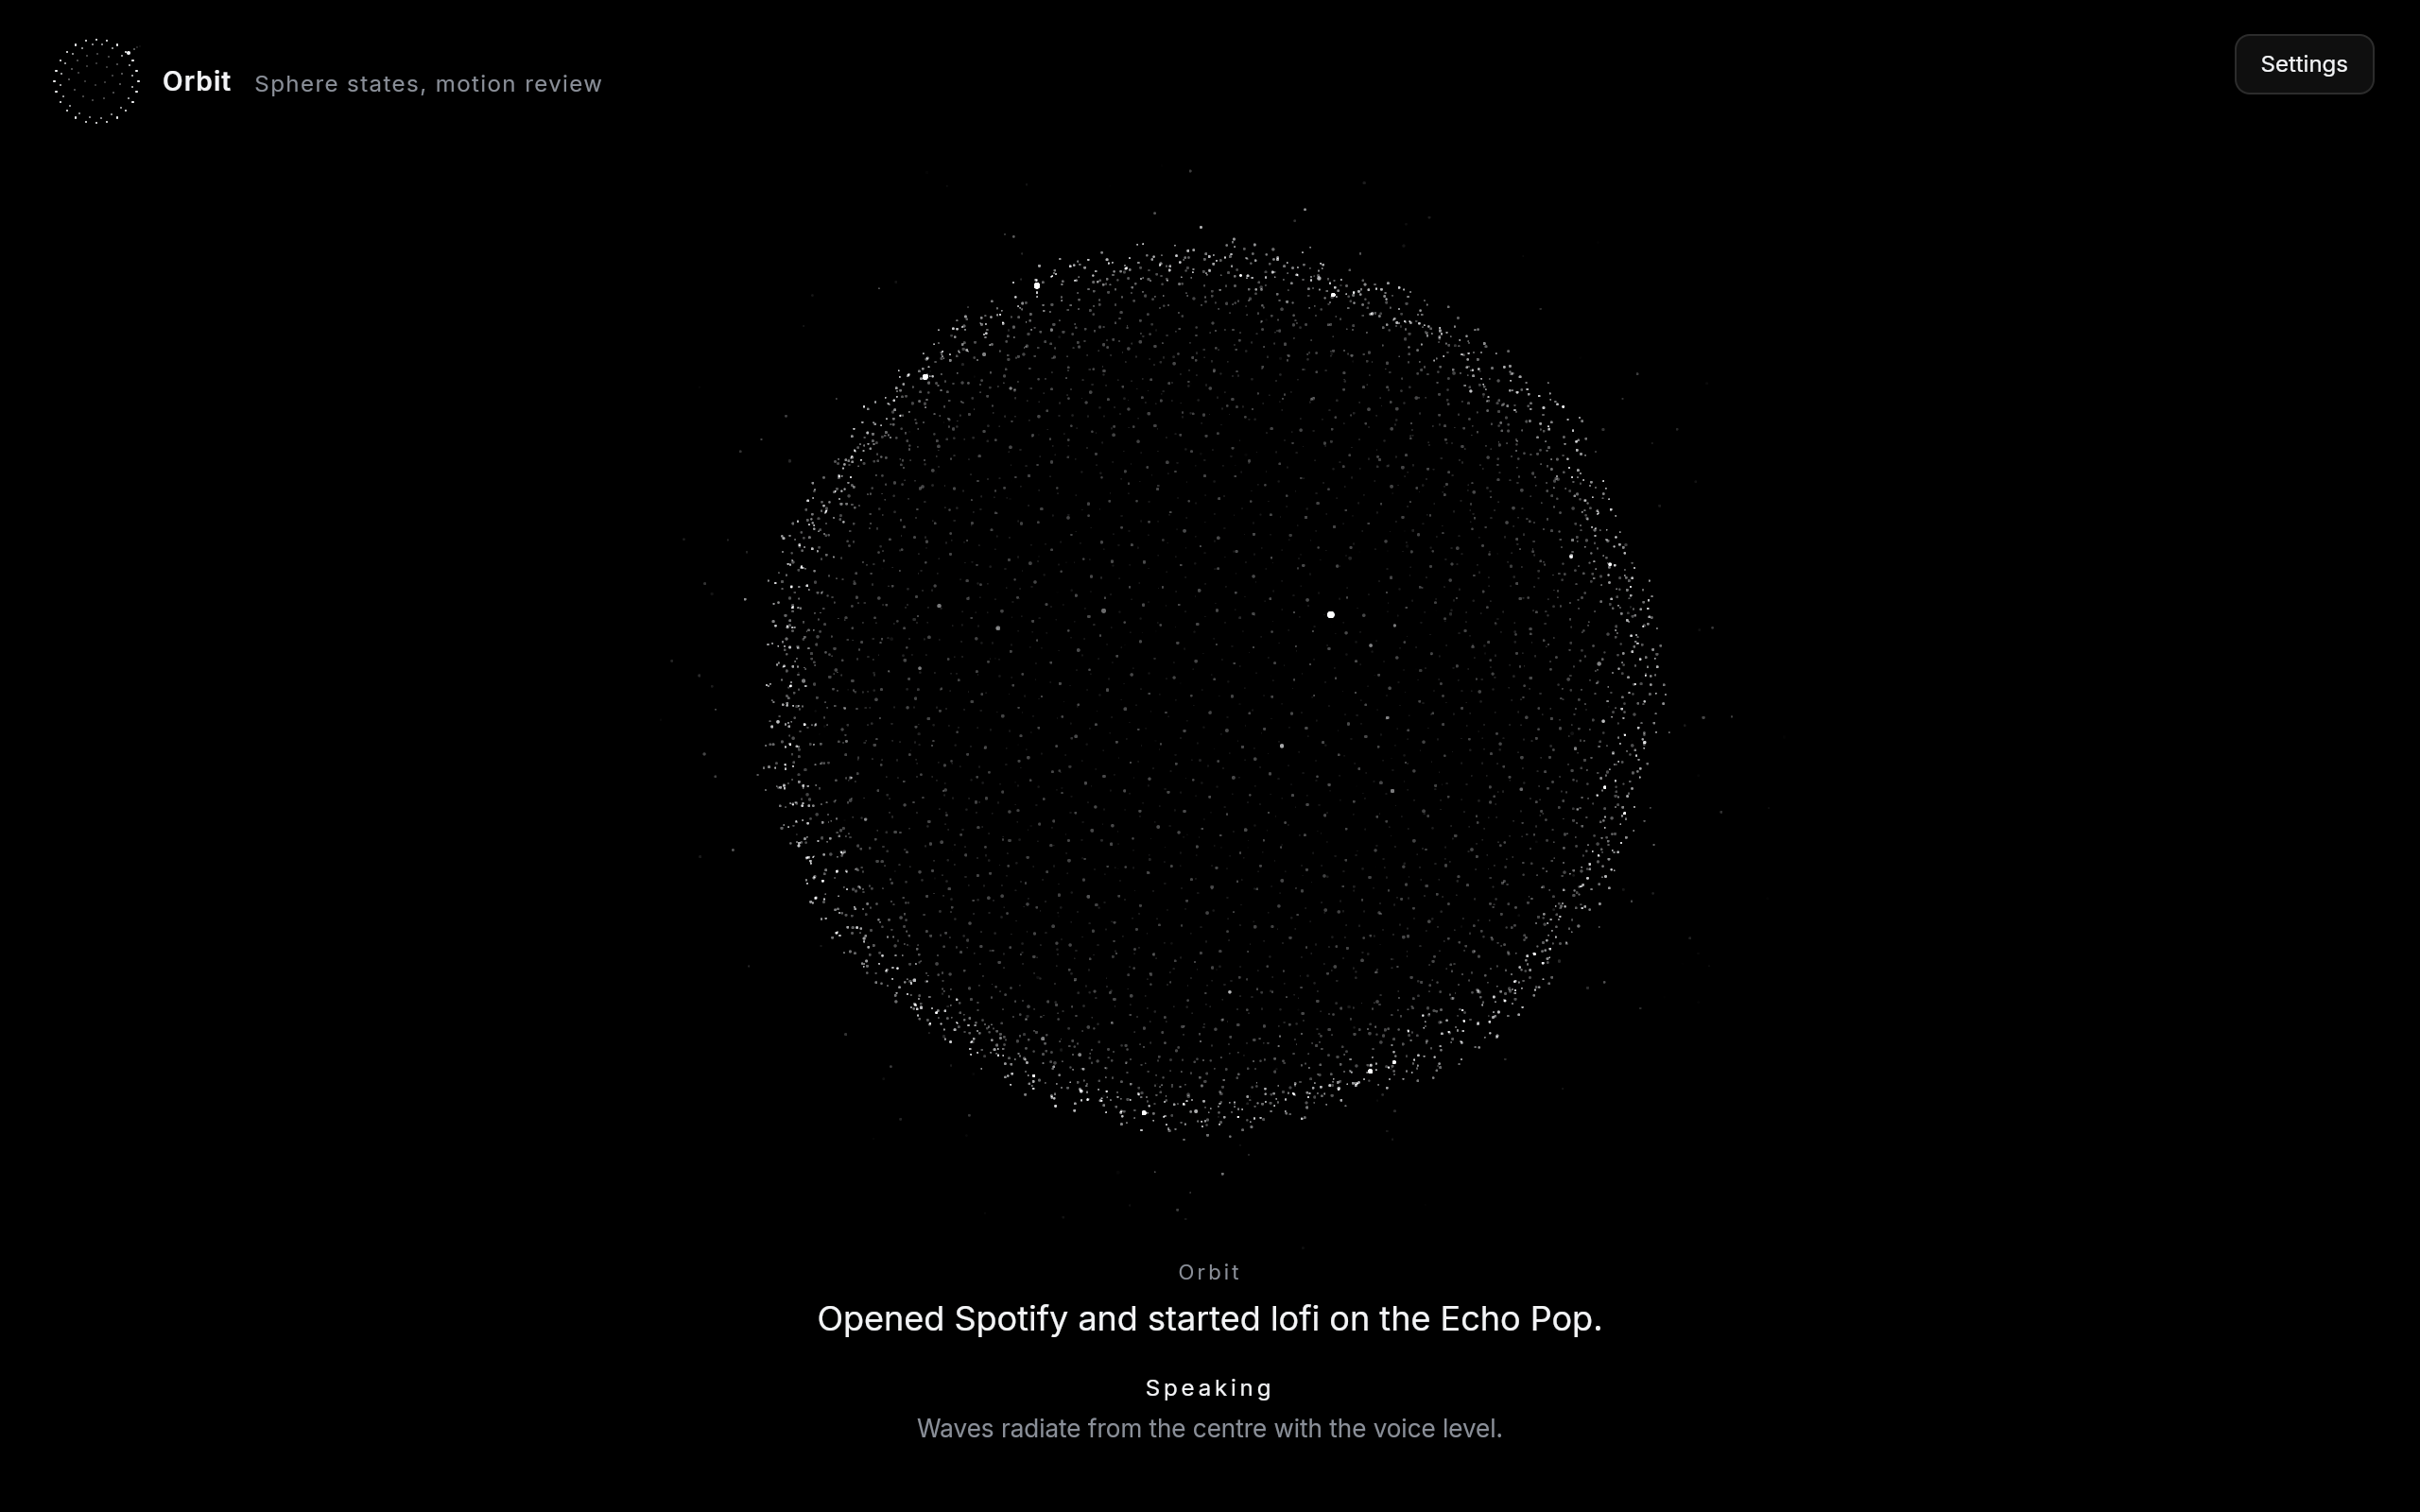 Orbit Sphere states, motion review
Settings
Orbit
Opened Spotify and started lofi on the Echo Pop.
Speaking
Waves radiate from the centre with the voice level.